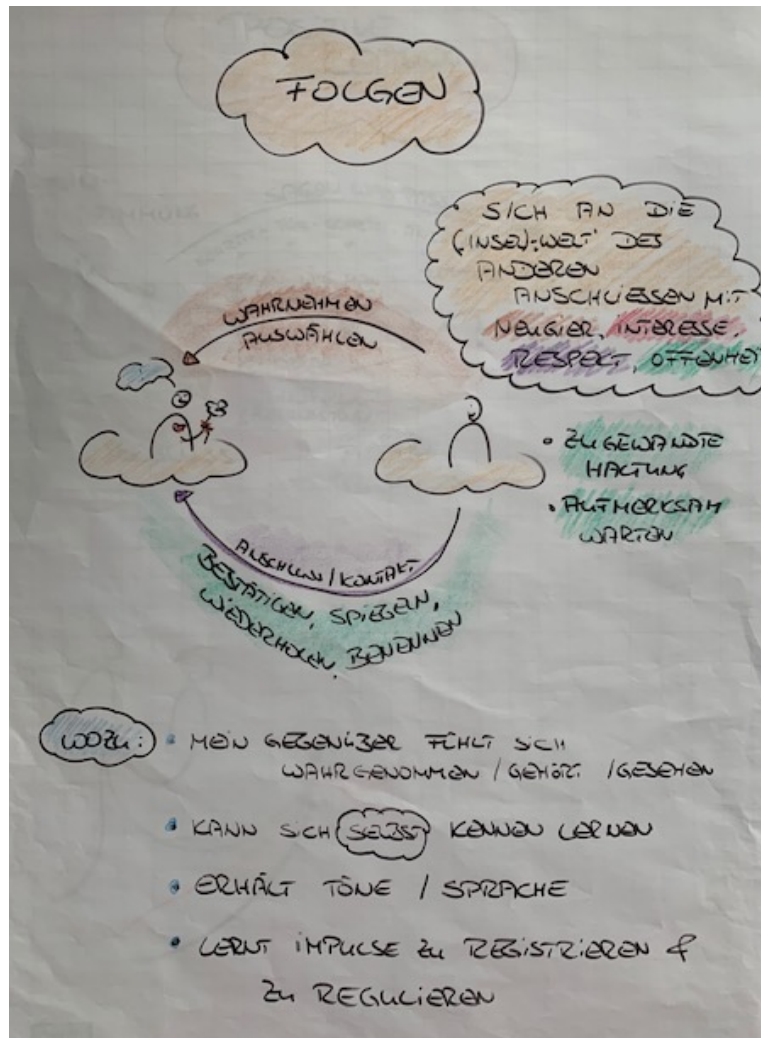 FOLGEN
SICH AN DIE
(INSEL)-WELT' DES
ANDEREN
ANSCHLIESSEN MIT
NEUGIER, INTERESSE,
RESPEKT, OFFENHEIT
WAHRNEHMEN
AUSWÄHLEN
• ZUGEWANDTE
HALTUNG
• AUFMERKSAM
WARTEN
ANSCHLUSS/KONTAKT
BESTÄTIGEN, SPIEGELN,
WIEDERHOLEN, BENENNEN
WOZU: • MEIN GEGENÜBER FÜHLT SICH
WAHRGENOMMEN / GEHÖRT / GESEHEN
• KANN SICH SELBST KENNEN LERNEN
• ERHÄLT TÖNE / SPRACHE
• LERNT IMPULSE ZU REGISTRIEREN &
ZU REGULIEREN